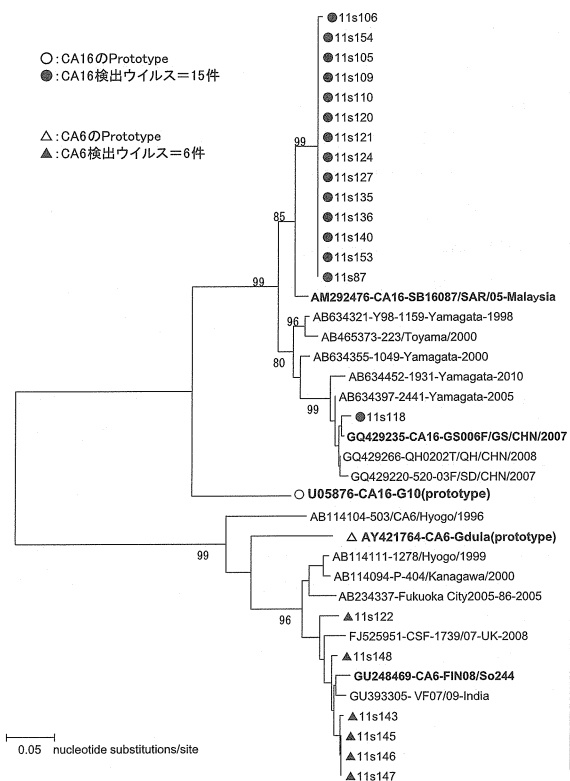 ○:CA16のPrototype
●:CA16検出ウイルス=15件
△:CA6のPrototype
▲:CA6検出ウイルス=6件
11s106
11s154
11s105
11s109
11s110
11s120
99
11s121
11s124
11s127
11s135
85
11s136
11s140
11s153
11s87
99
AM292476-CA16-SB16087/SAR/05-Malaysia
AB634321-Y98-1159-Yamagata-1998
96
AB465373-223/Toyama/2000
AB634355-1049-Yamagata-2000
80
AB634452-1931-Yamagata-2010
AB634397-2441-Yamagata-2005
99
11s118
GQ429235-CA16-GS006F/GS/CHN/2007
GQ429266-QH0202T/QH/CHN/2008
GQ429220-520-03F/SD/CHN/2007
U05876-CA16-G10(prototype)
AB114104-503/CA6/Hyogo/1996
AY421764-CA6-Gdula(prototype)
99
AB114111-1278/Hyogo/1999
AB114094-P-404/Kanagawa/2000
AB234337-Fukuoka City2005-86-2005
96
11s122
FJ525951-CSF-1739/07-UK-2008
11s148
GU248469-CA6-FIN08/So244
GU393305- VF07/09-India
11s143
11s145
11s146
11s147
0.05 nucleotide substitutions/site